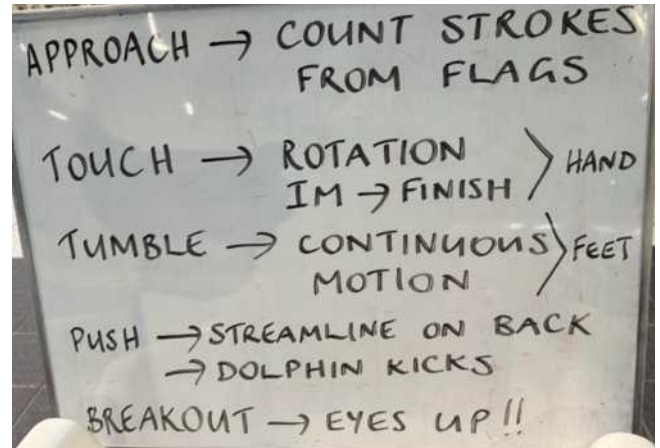 APPROACH → COUNT STROKES
FROM FLAGS
TOUCH → ROTATION
IM → FINISH > HAND
TUMBLE → CONTINUOUS
MOTION > FEET
PUSH → STREAMLINE ON BACK
→ DOLPHIN KICKS
BREAKOUT → EYES UP!!